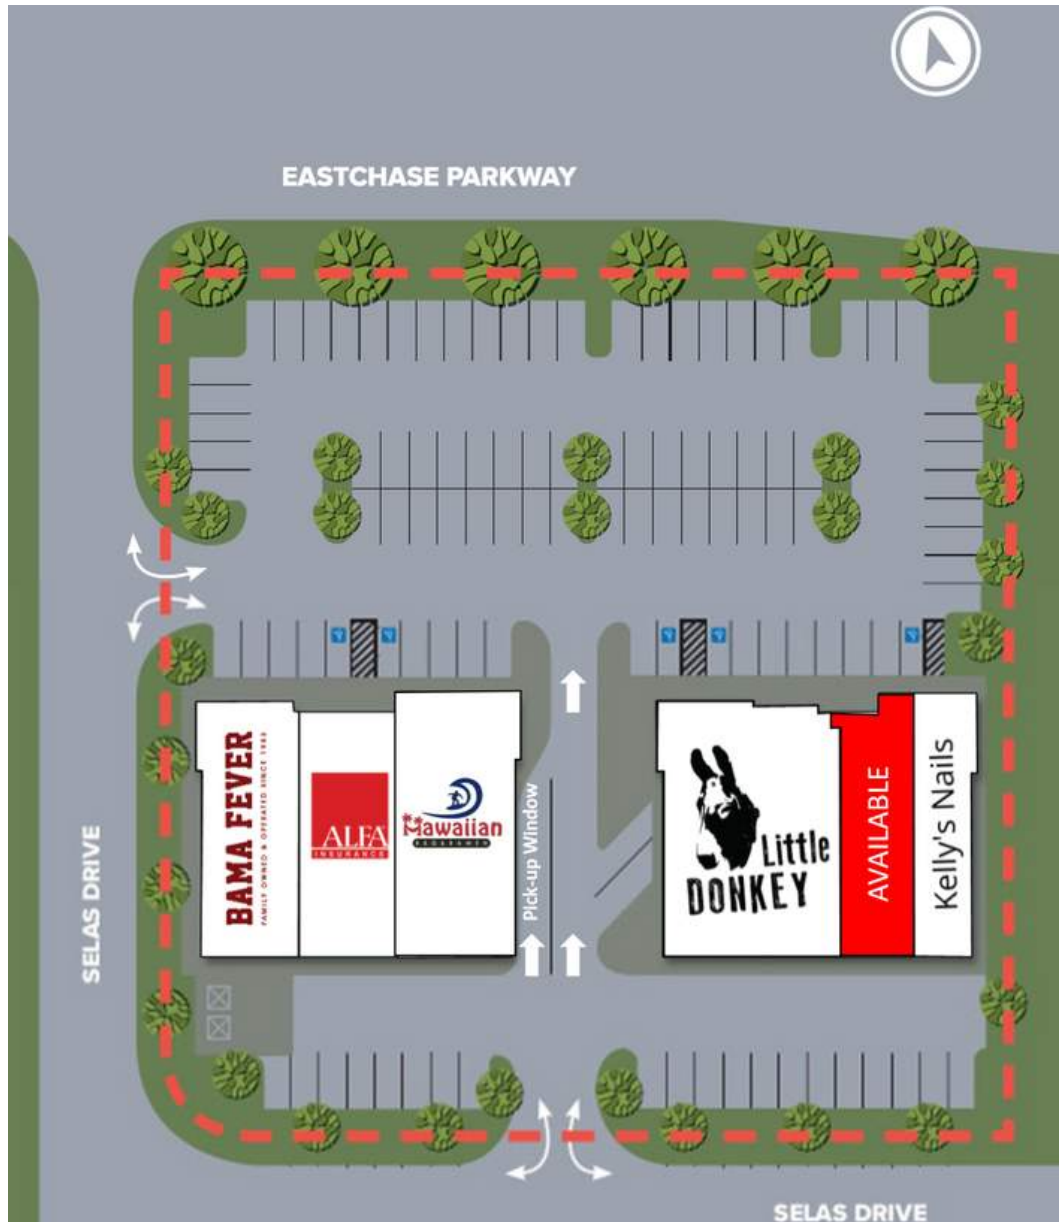 EASTCHASE PARKWAY
BAMA FEVER
FAMILY OWNED & OPERATED SINCE 1983
ALFA
INSURANCE
Hawaiian
Pick-up Window
Little
DONKEY
AVAILABLE
Kelly's Nails
SELAS DRIVE
SELAS DRIVE